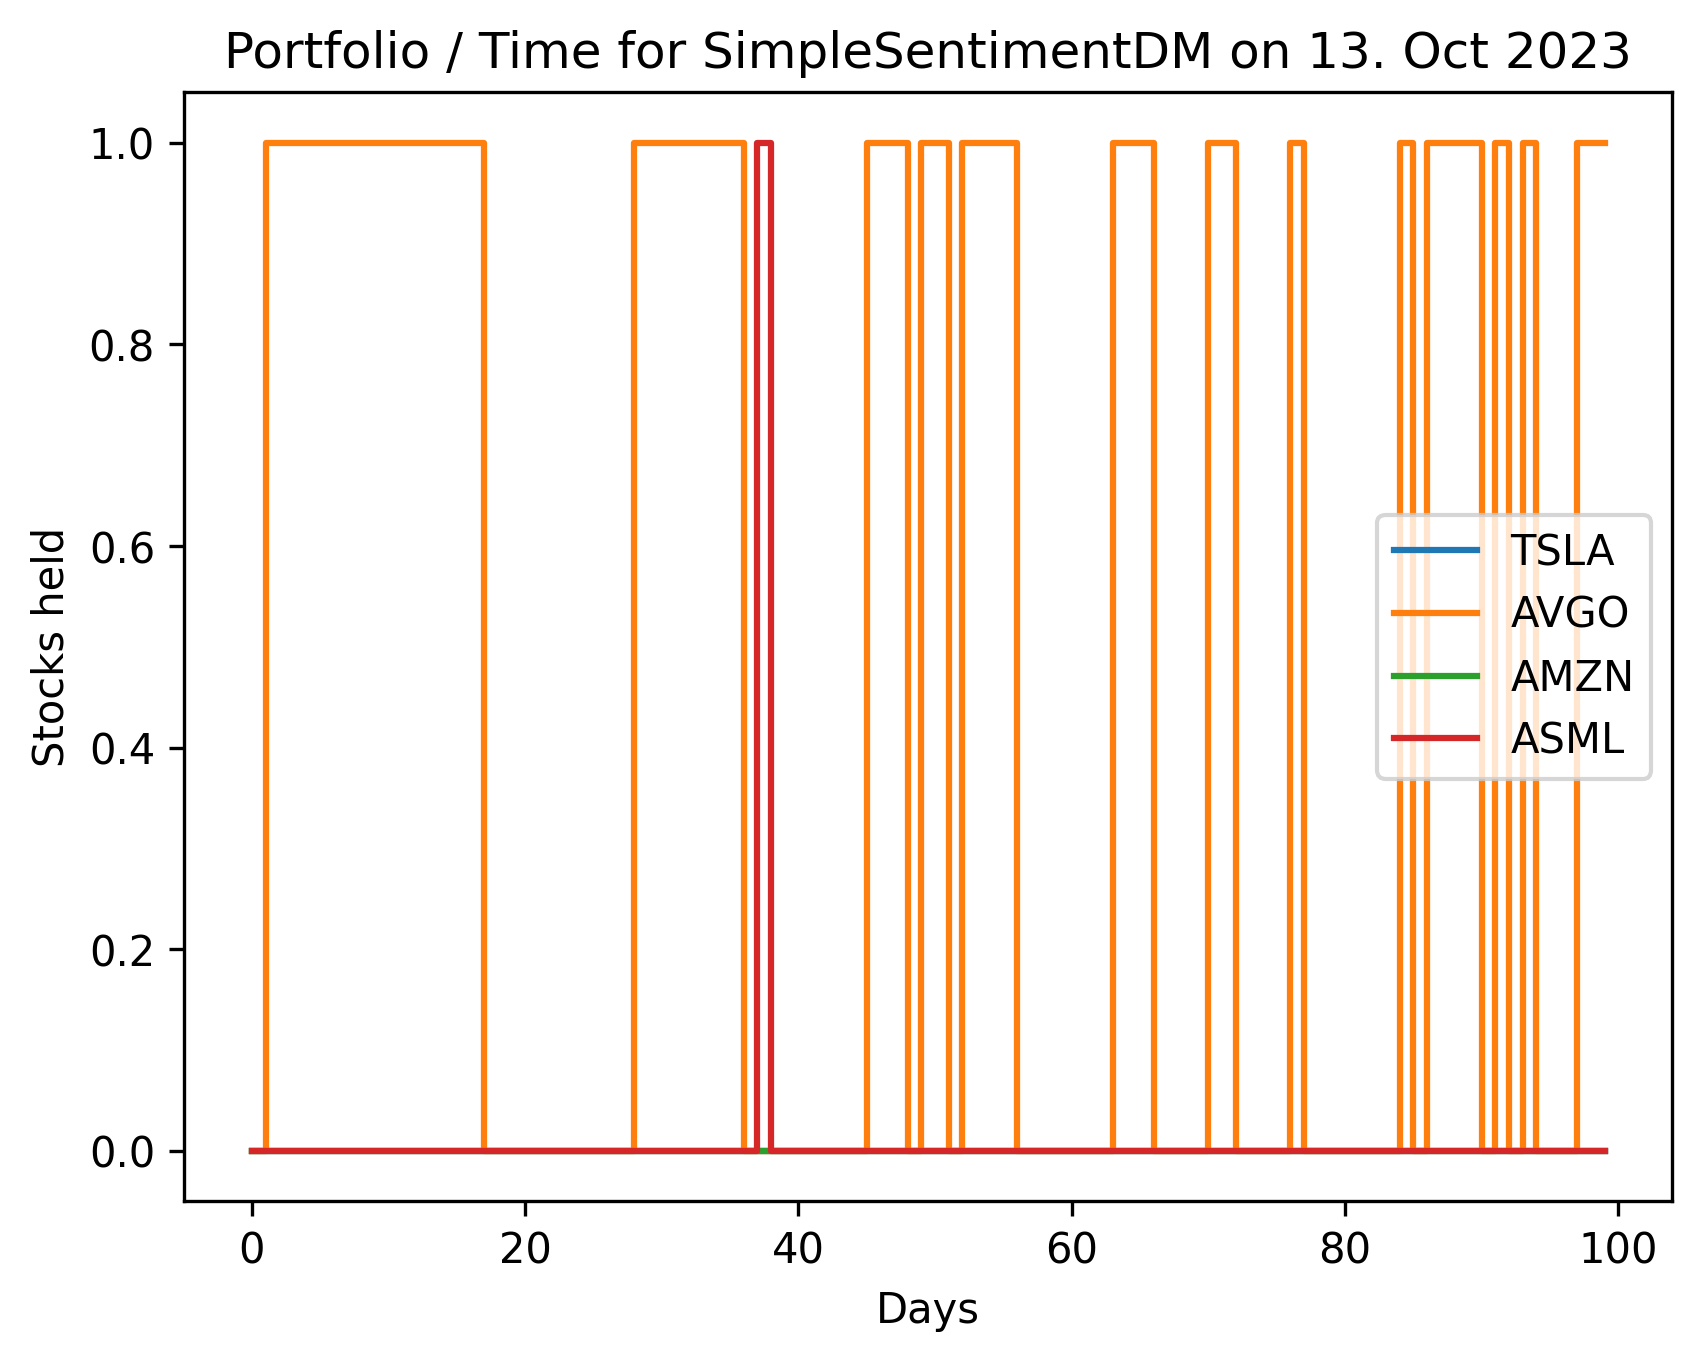 Portfolio / Time for SimpleSentimentDM on 13. Oct 2023
1.0
0.8
0.6
0.4
0.2
0.0
Stocks held
TSLA
AVGO
AMZN
ASML
0 20 40 60 80 100
Days